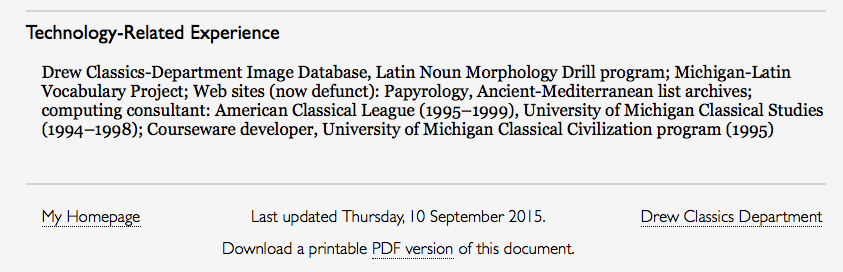 Technology-Related Experience
Drew Classics-Department Image Database, Latin Noun Morphology Drill program; Michigan-Latin
Vocabulary Project; Web sites (now defunct): Papyrology, Ancient-Mediterranean list archives;
computing consultant: American Classical League (1995–1999), University of Michigan Classical Studies
(1994–1998); Courseware developer, University of Michigan Classical Civilization program (1995)
My Homepage Last updated Thursday, 10 September 2015. Drew Classics Department
Download a printable PDF version of this document.